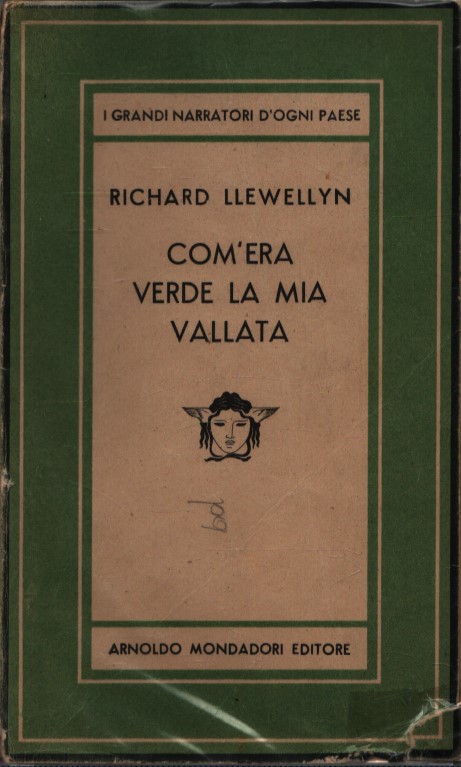 I GRANDI NARRATORI D'OGNI PAESE
RICHARD LLEWELLYN
COM'ERA
VERDE LA MIA
VALLATA
ARNOLDO MONDADORI EDITORE